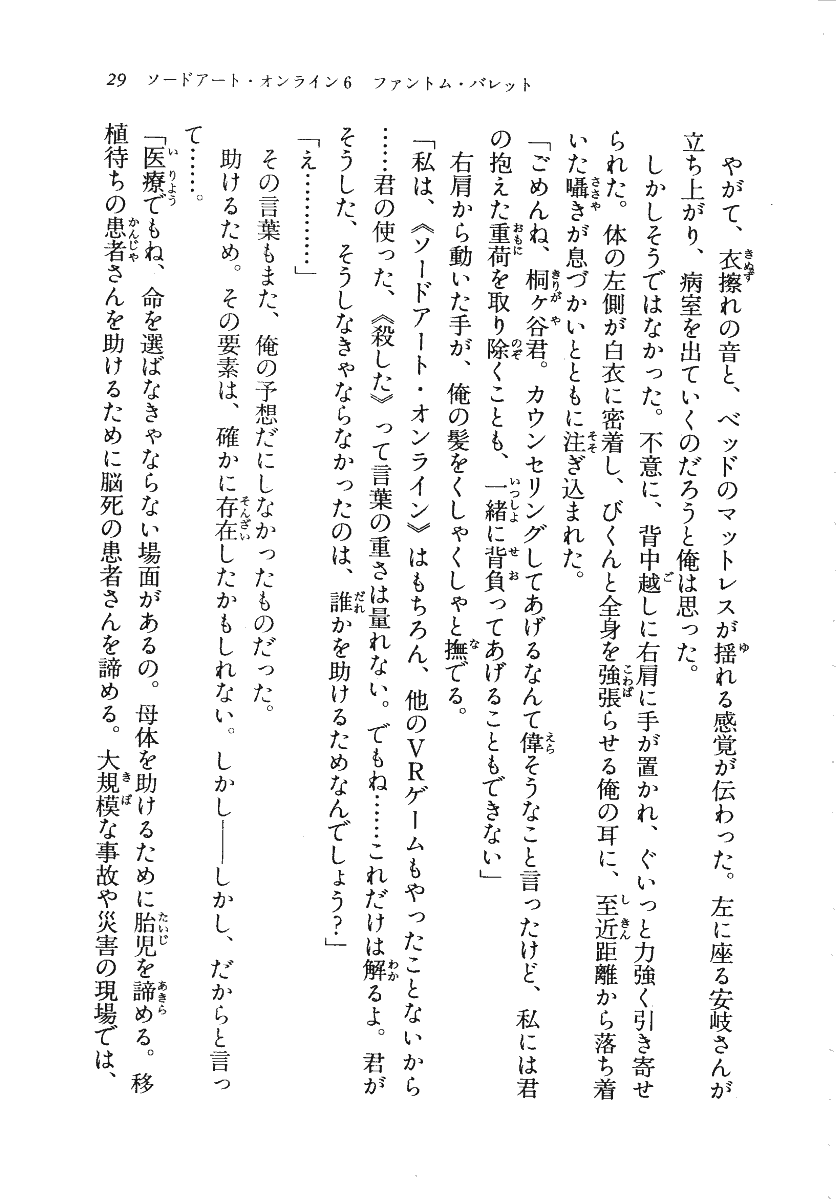 29 ソードアート・オンライン6 ファントム・バレット
やがて、衣擦れの音と、ベッドのマットレスが揺れる感覚が伝わった。左に座る安岐さんが
立ち上がり、病室を出ていくのだろうと俺は思った。
しかしそうではなかった。不意に、背中越しに右肩に手が置かれ、ぐいっと力強く引き寄せ
られた。体の左側が白衣に密着し、びくんと全身を強張らせる俺の耳に、至近距離から落ち着
いた囁きが息づかいとともに注ぎ込まれた。
「ごめんね、桐ヶ谷君。カウンセリングしてあげるなんて偉そうなこと言ったけど、私には君
の抱えた重荷を取り除くことも、一緒に背負ってあげることもできない」
右肩から動いた手が、俺の髪をくしゃくしゃと撫でる。
「私は、《ソードアート・オンライン》はもちろん、他のVRゲームもやったことないから
……君の使った、《殺した》って言葉の重さは量れない。でもね……これだけは解るよ。君が
そうした、そうしなきゃならなかったのは、誰かを助けるためなんでしょう?」
「え…………」
その言葉もまた、俺の予想だにしなかったものだった。
助けるため。その要素は、確かに存在したかもしれない。しかし――しかし、だからと言っ
て……。
「医療でもね、命を選ばなきゃならない場面があるの。母体を助けるために胎児を諦める。移
植待ちの患者さんを助けるために脳死の患者さんを諦める。大規模な事故や災害の現場では、